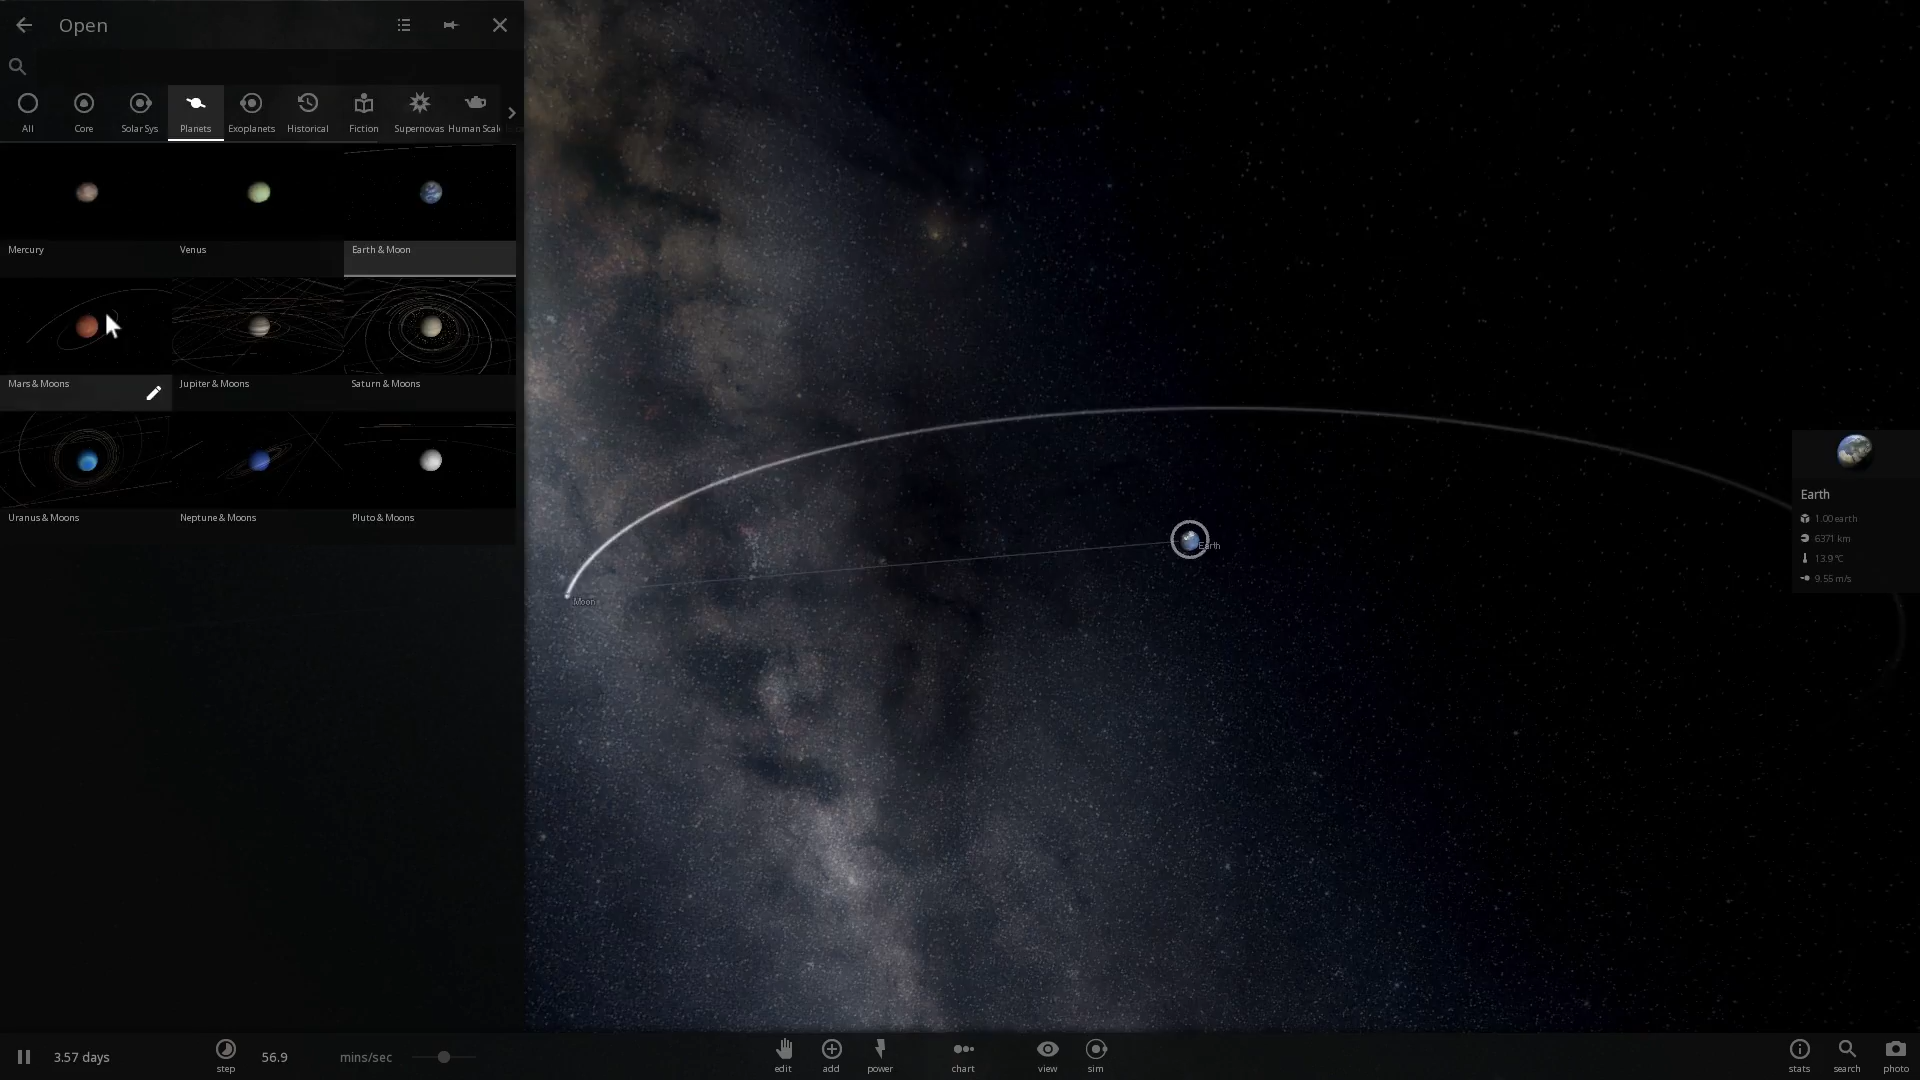 Open
All
Core
Solar Sys
Planets
Exoplanets
Historical
Fiction
Supernovas
Human Scal
Mercury
Venus
Earth & Moon
Mars & Moons
Jupiter & Moons
Saturn & Moons
Uranus & Moons
Neptune & Moons
Pluto & Moons
Earth
Moon
Earth
1.00 earth
6371 km
13.9 °C
9.55 m/s
3.57 days
step
56.9
mins/sec
edit
add
power
chart
view
sim
stats
search
photo